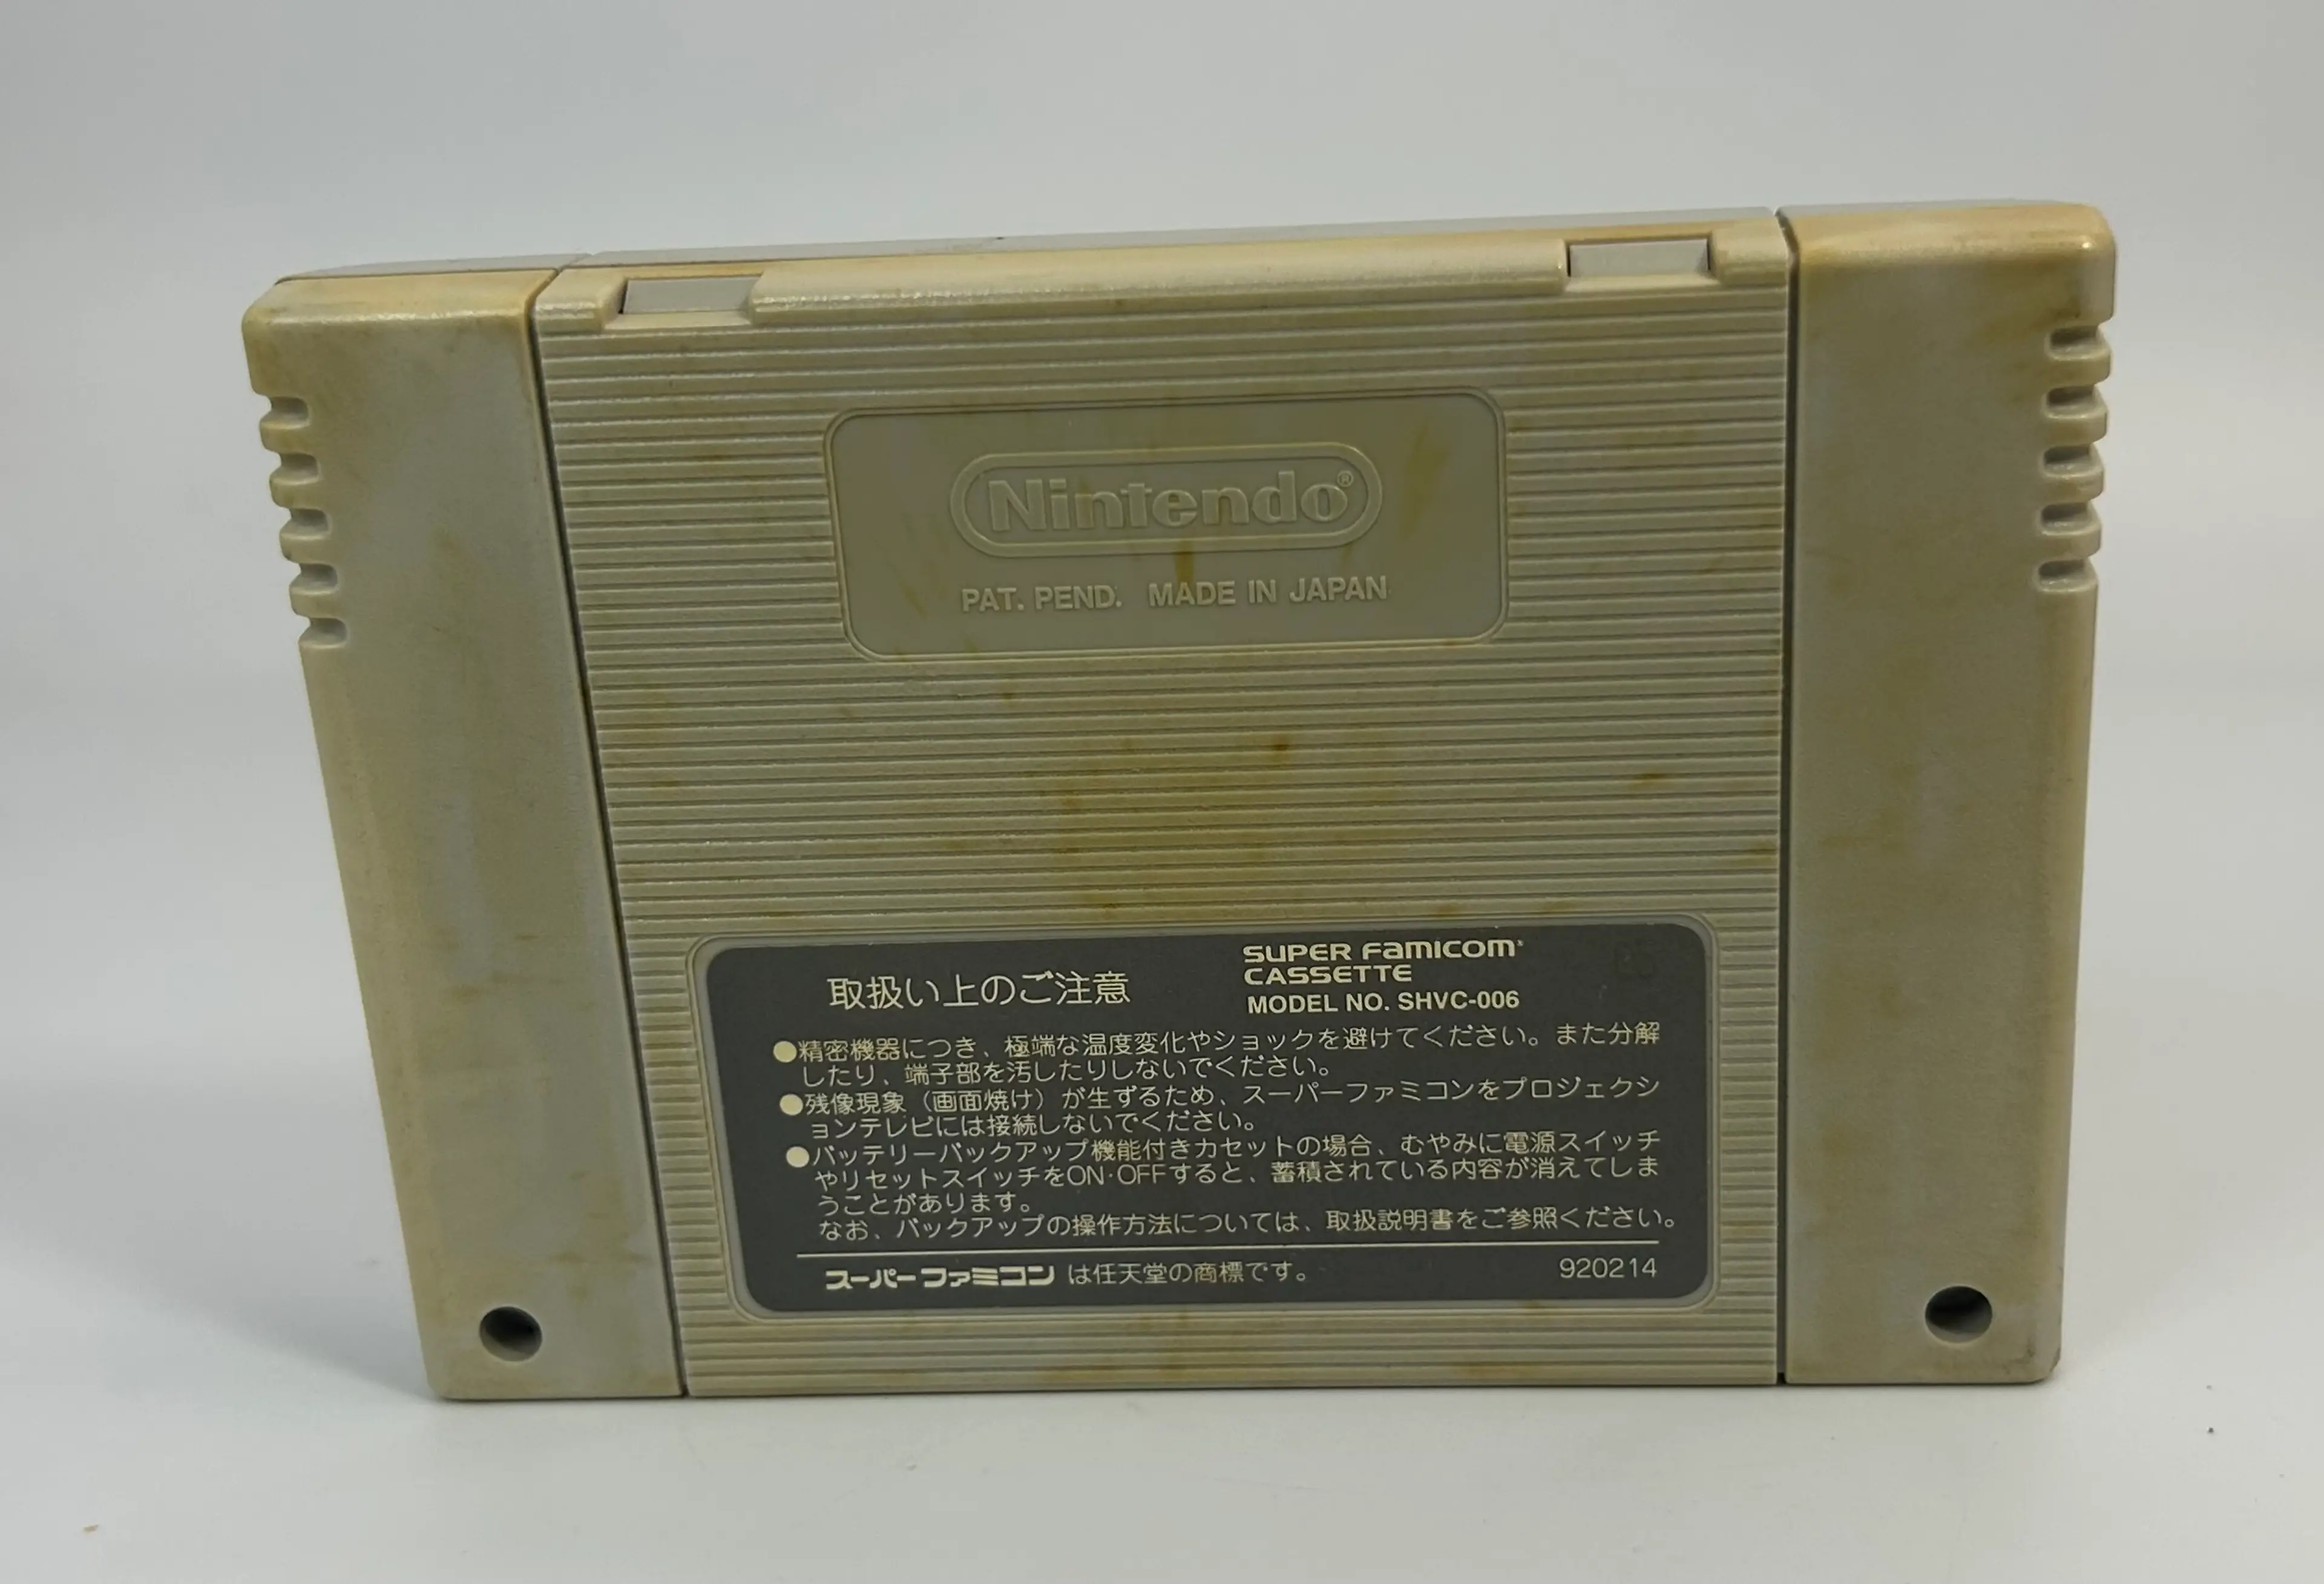 Nintendo®
PAT. PEND. MADE IN JAPAN
取扱い上のご注意
SUPER FAMICOM
CASSETTE
MODEL NO. SHVC-006
●精密機器につき、極端な温度変化やショックを避けてください。また分解
したり、端子部を汚したりしないでください。
●残像現象（画面焼け）が生ずるため、スーパーファミコンをプロジェクシ
ョンテレビには接続しないでください。
●バッテリーバックアップ機能付きカセットの場合、むやみに電源スイッチ
やリセットスイッチをON·OFFすると、蓄積されている内容が消えてしま
うことがあります。
なお、バックアップの操作方法については、取扱説明書をご参照ください。
スーパーファミコンは任天堂の商標です。
920214